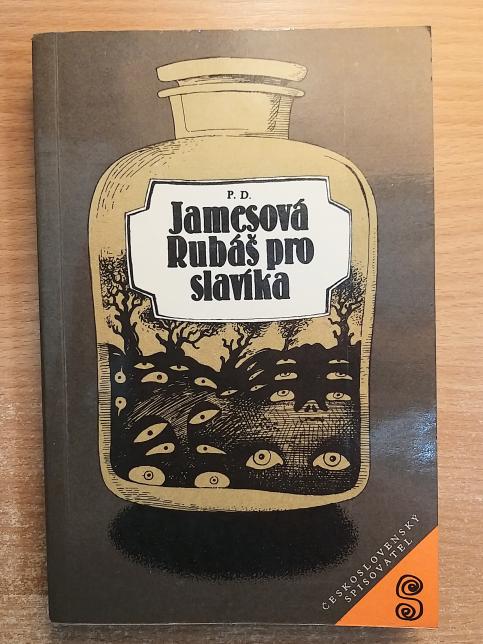 P. D.
Jamesová
Rubáš pro
slavíka
ČESKOSLOVENSKÝ
SPISOVATEL